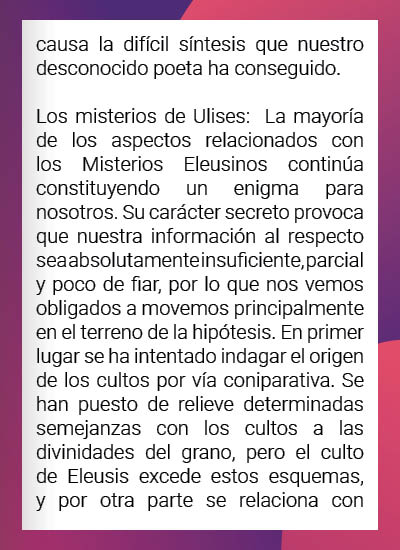 causa la difícil síntesis que nuestro
desconocido poeta ha conseguido.
Los misterios de Ulises: La mayoría
de los aspectos relacionados con
los Misterios Eleusinos continúa
constituyendo un enigma para
nosotros. Su carácter secreto provoca
que nuestra información al respecto
sea absolutamente insuficiente, parcial
y poco de fiar, por lo que nos vemos
obligados a movemos principalmente
en el terreno de la hipótesis. En primer
lugar se ha intentado indagar el origen
de los cultos por vía coniparativa. Se
han puesto de relieve determinadas
semejanzas con los cultos a las
divinidades del grano, pero el culto
de Eleusis excede estos esquemas,
y por otra parte se relaciona con